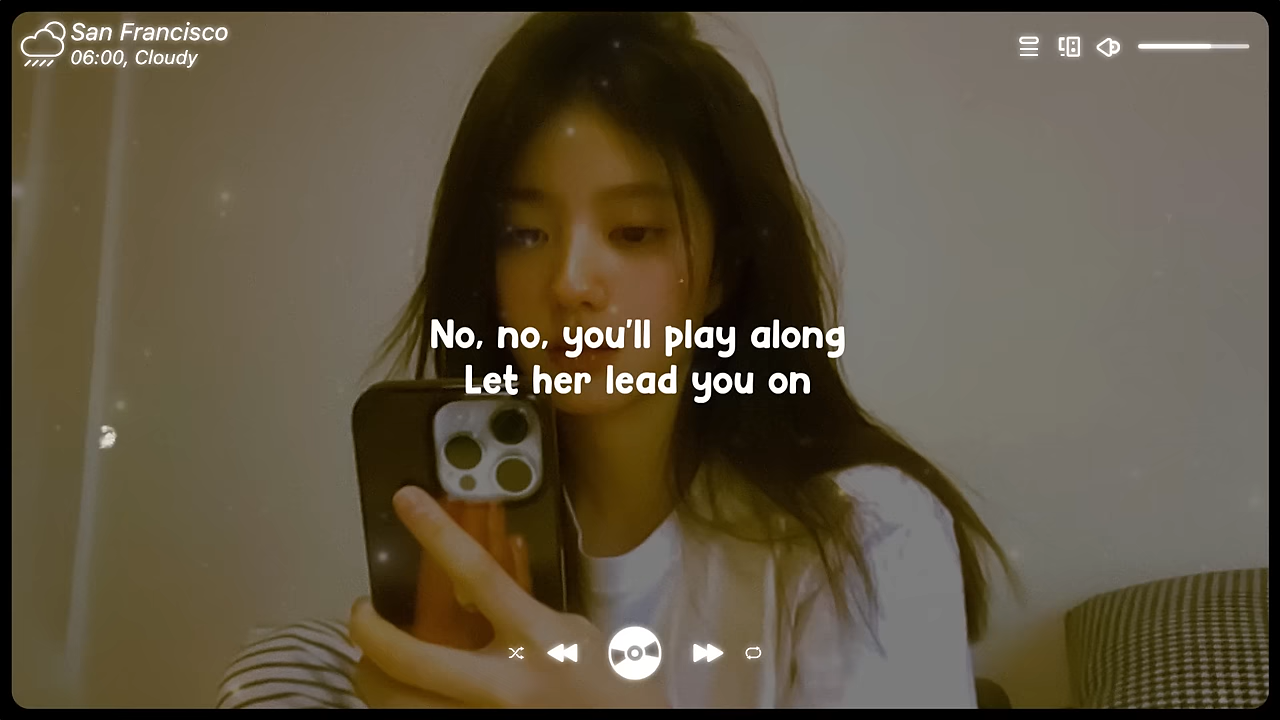 San Francisco
06:00, Cloudy
No, no, you'll play along
Let her lead you on